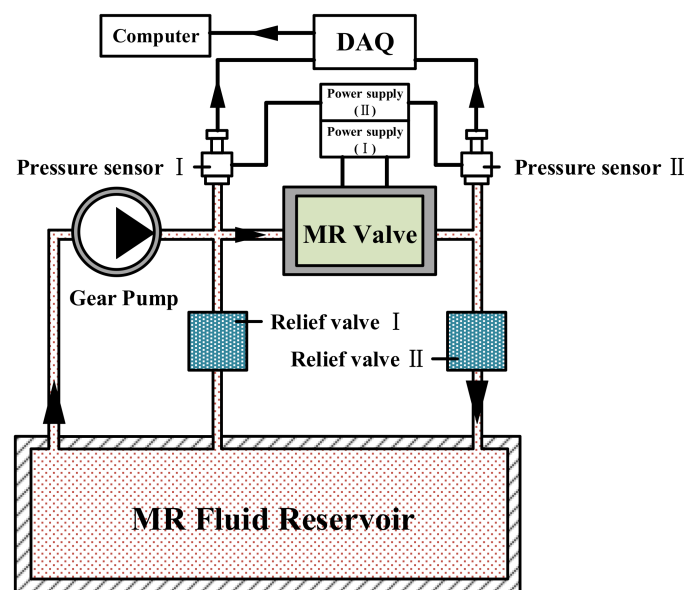 Computer
DAQ
Power supply
(Ⅱ)
Power supply
(Ⅰ)
Pressure sensor Ⅰ
Pressure sensor Ⅱ
MR Valve
Gear Pump
Relief valve Ⅰ
Relief valve Ⅱ
MR Fluid Reservoir